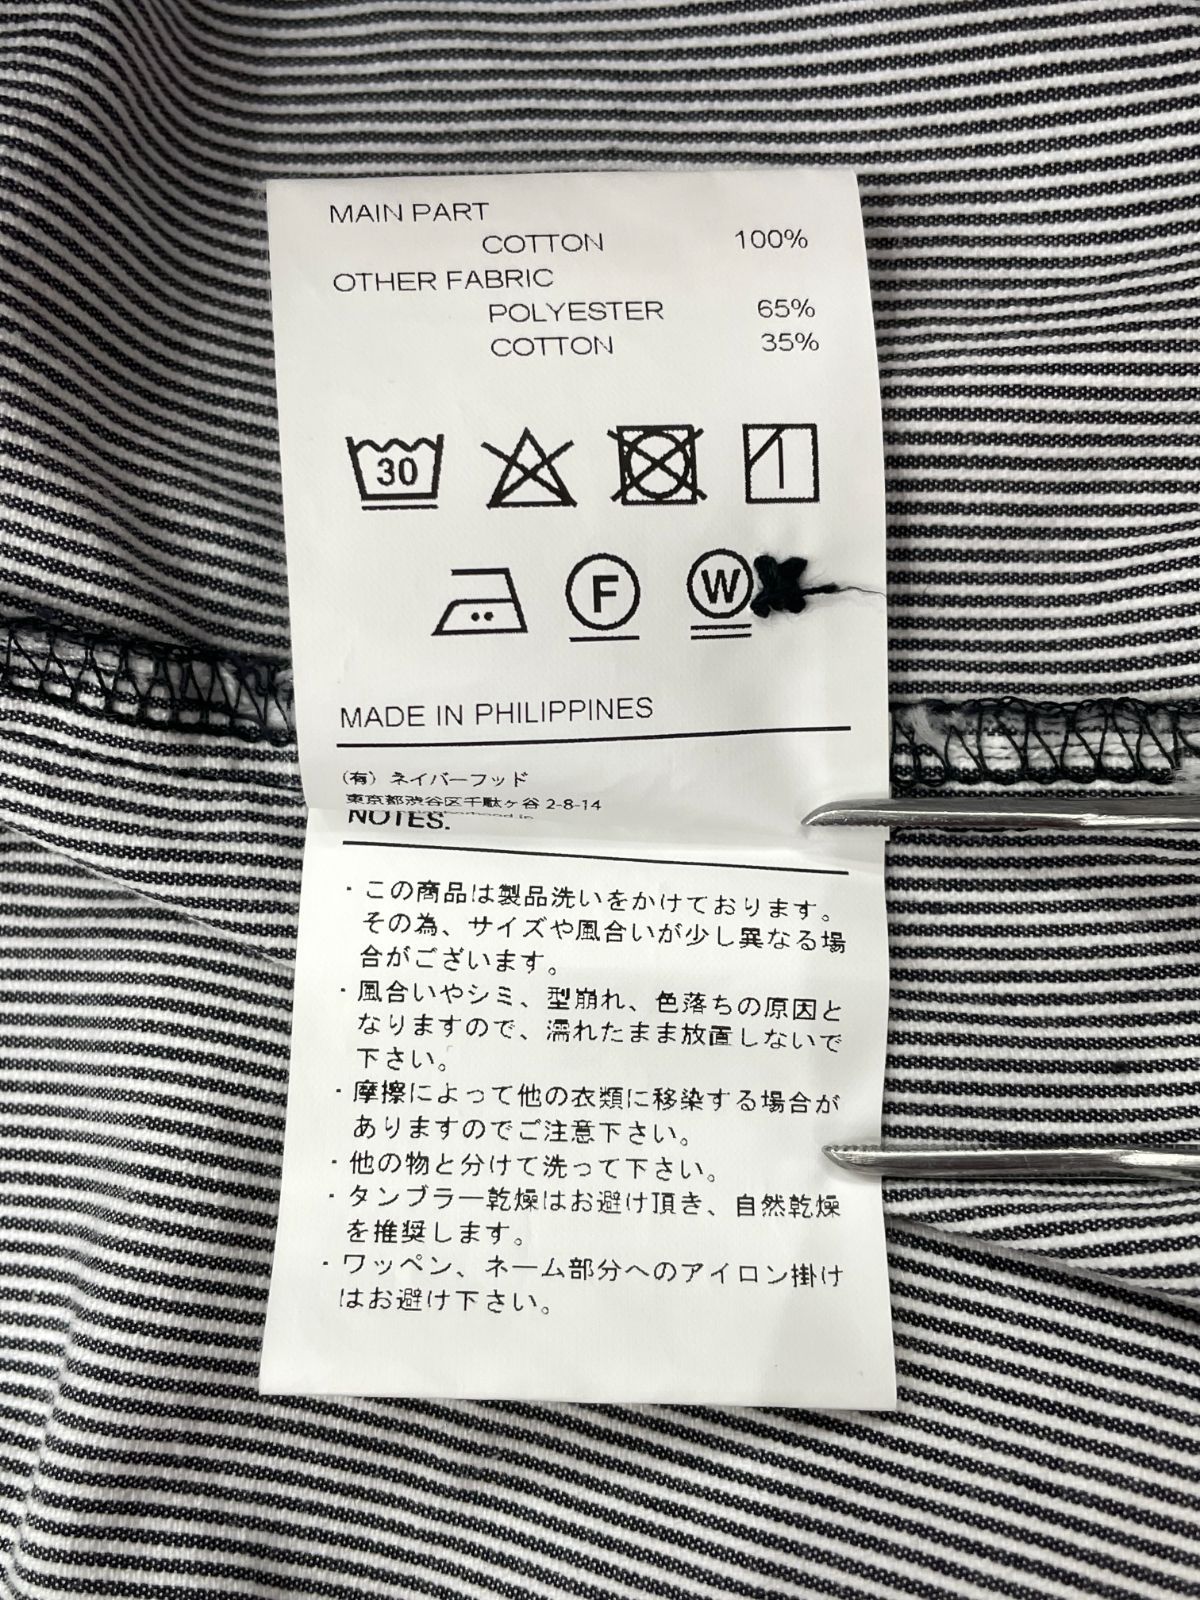 MAIN PART
COTTON 100%
OTHER FABRIC
POLYESTER 65%
COTTON 35%
30
F
W
MADE IN PHILIPPINES
(有) ネイバーフッド
東京都渋谷区千駄ヶ谷 2-8-14
NOTES.
・この商品は製品洗いをかけております。
その為、サイズや風合いが少し異なる場
合がございます。
・風合いやシミ、型崩れ、色落ちの原因と
なりますので、濡れたまま放置しないで
下さい。
・摩擦によって他の衣類に移染する場合が
ありますのでご注意下さい。
・他の物と分けて洗って下さい。
・タンブラー乾燥はお避け頂き、自然乾燥
を推奨します。
・ワッペン、ネーム部分へのアイロン掛け
はお避け下さい。